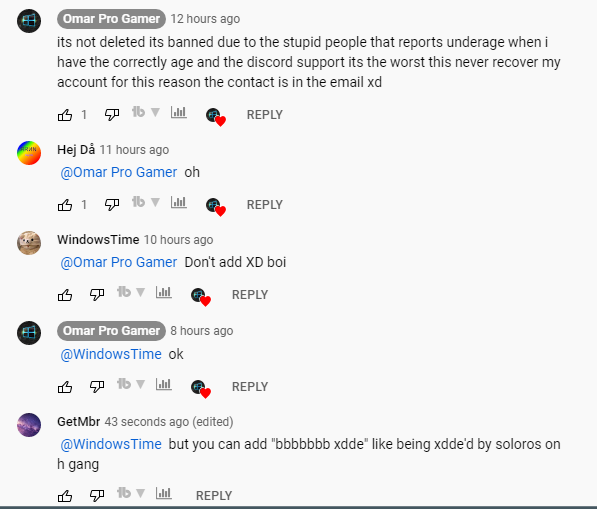 Omar Pro Gamer 12 hours ago
its not deleted its banned due to the stupid people that reports underage when i
have the correctly age and the discord support its the worst this never recover my
account for this reason the contact is in the email xd
1 REPLY
Hej Då 11 hours ago
@Omar Pro Gamer oh
1 REPLY
WindowsTime 10 hours ago
@Omar Pro Gamer Don't add XD boi
REPLY
Omar Pro Gamer 8 hours ago
@WindowsTime ok
REPLY
GetMbr 43 seconds ago (edited)
@WindowsTime but you can add "bbbbbbb xdde" like being xdde'd by soloros on
h gang
REPLY